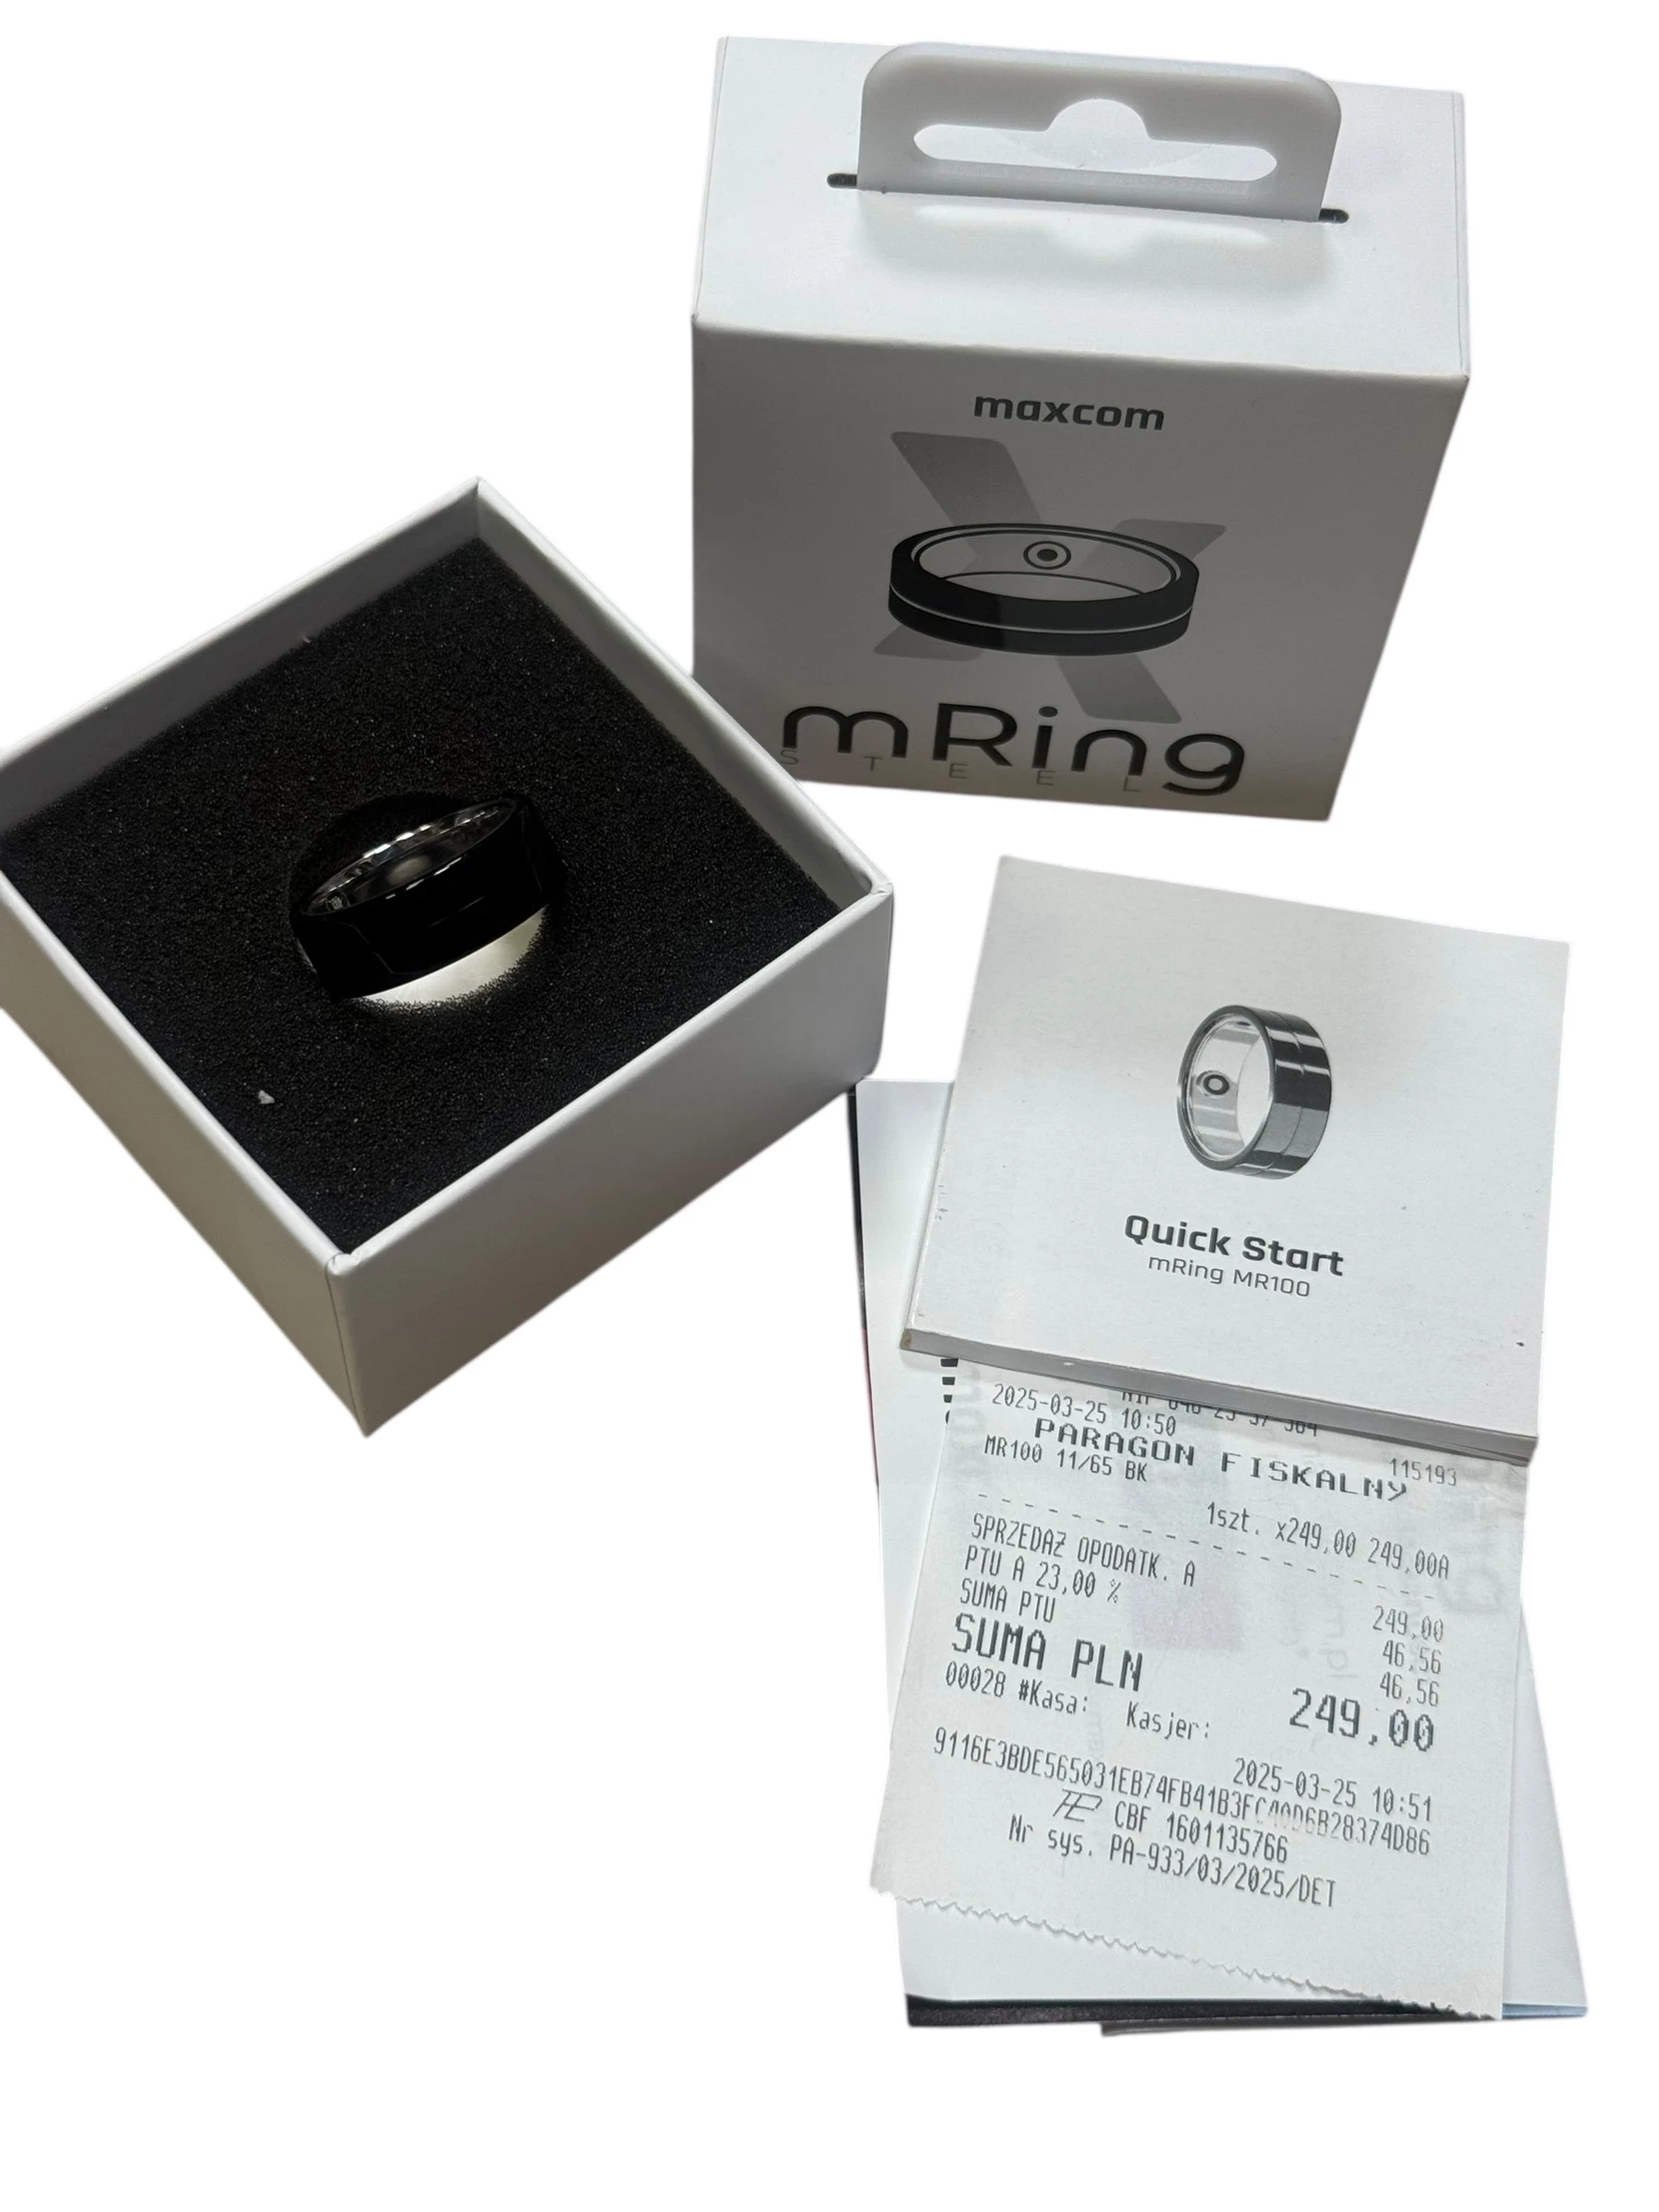 maxcom
mRing
STEEL
Quick Start
mRing MR100
2025-03-25 10:50
115193
PARAGON FISKALNY
MR100 11/65 BK
1szt. x249,00 249,00A
SPRZEDAŻ OPODATK. A 249,00
PTU A 23,00 % 46,56
SUMA PTU 46,56
SUMA PLN 249,00
00028 #Kasa: Kasjer: 2025-03-25 10:51
9116E3BDE565031EB74FB41B3FC40D6B28374D86
CBF 1601135766
Nr sys. PA-933/03/2025/DET